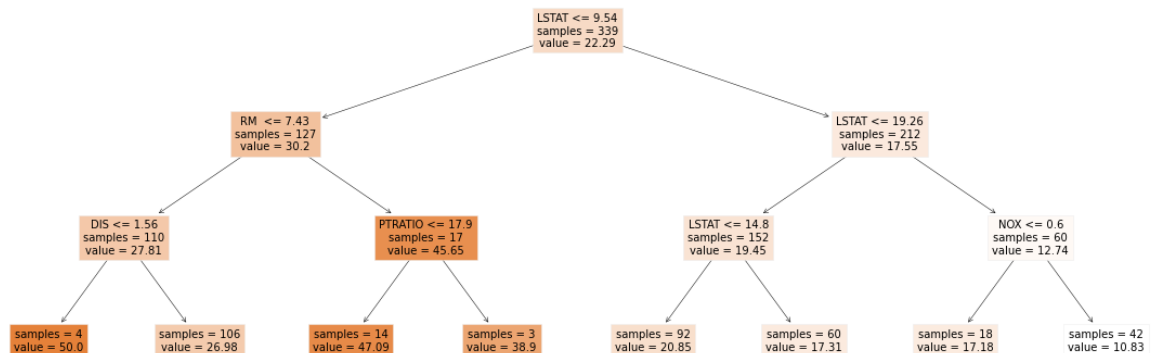 LSTAT <= 9.54
samples = 339
value = 22.29
RM <= 7.43
samples = 127
value = 30.2
LSTAT <= 19.26
samples = 212
value = 17.55
DIS <= 1.56
samples = 110
value = 27.81
PTRATIO <= 17.9
samples = 17
value = 45.65
LSTAT <= 14.8
samples = 152
value = 19.45
NOX <= 0.6
samples = 60
value = 12.74
samples = 4
value = 50.0
samples = 106
value = 26.98
samples = 14
value = 47.09
samples = 3
value = 38.9
samples = 92
value = 20.85
samples = 60
value = 17.31
samples = 18
value = 17.18
samples = 42
value = 10.83